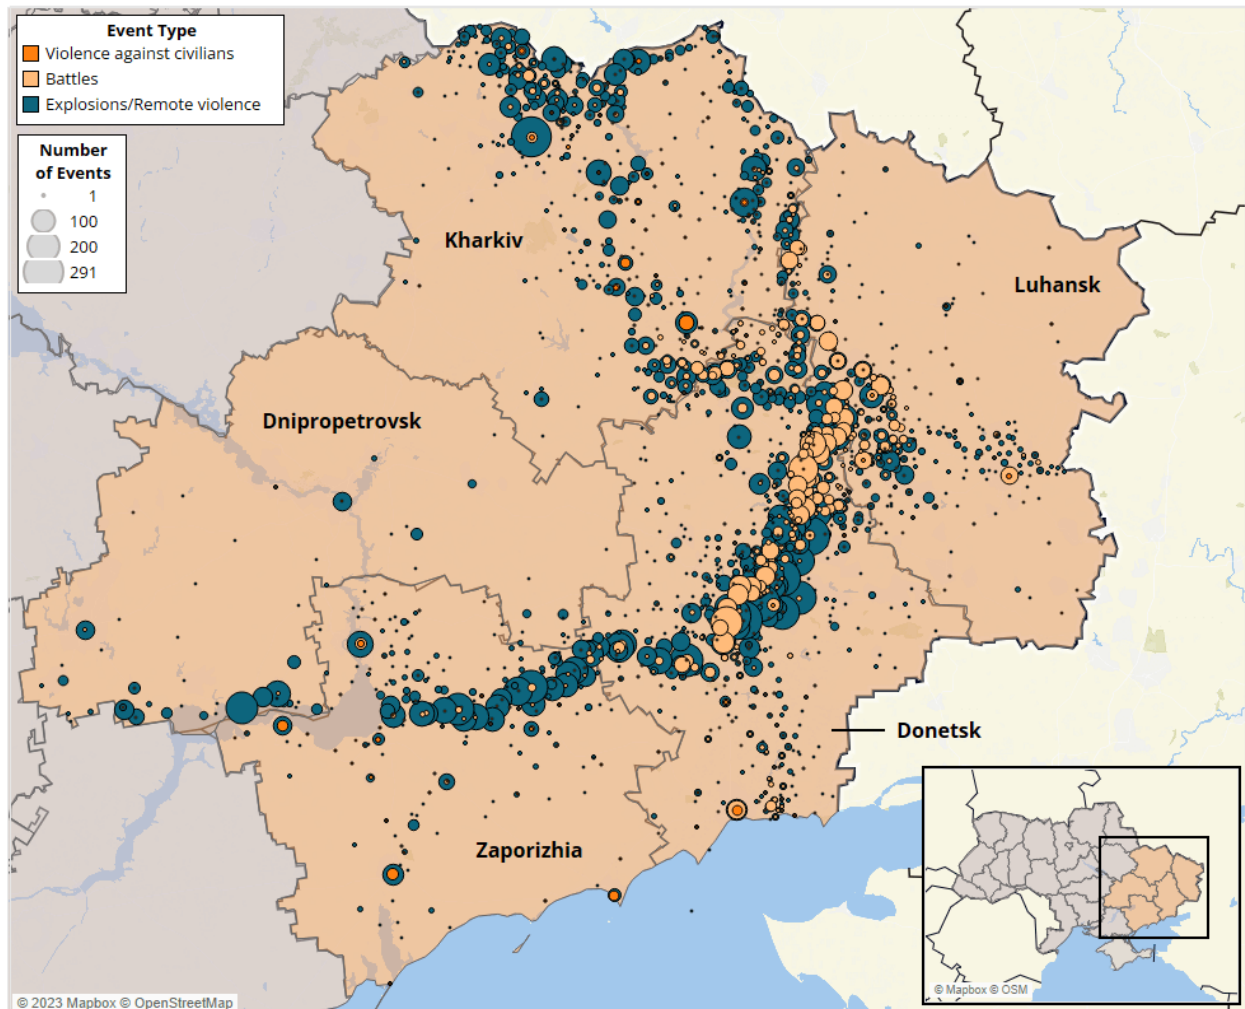 Event Type
Violence against civilians
Battles
Explosions/Remote violence
Number
of Events
1
100
200
291
Kharkiv
Luhansk
Dnipropetrovsk
Donetsk
Zaporizhia
© Mapbox © OSM
© 2023 Mapbox © OpenStreetMap